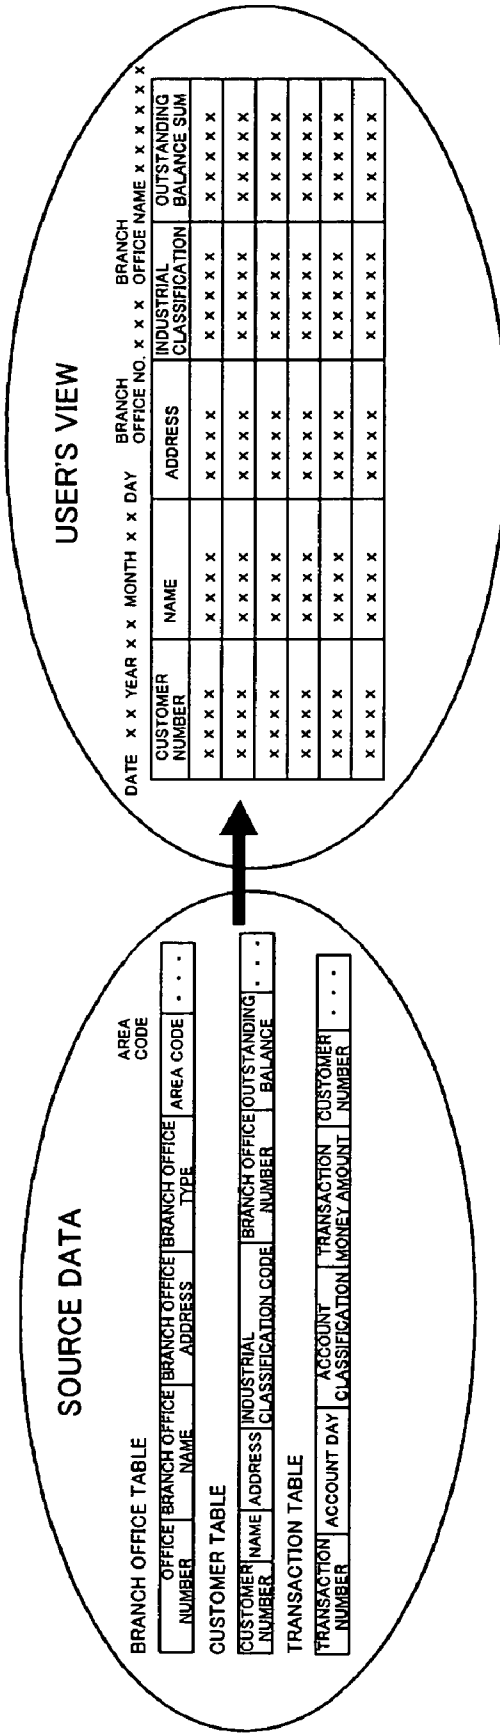 SOURCE DATA
BRANCH OFFICE TABLE
AREA
CODE
OFFICE
NUMBER
BRANCH OFFICE
NAME
BRANCH OFFICE
ADDRESS
BRANCH OFFICE
TYPE
AREA CODE
. . .
CUSTOMER TABLE
CUSTOMER
NUMBER
NAME
ADDRESS
INDUSTRIAL
CLASSIFICATION CODE
BRANCH OFFICE
NUMBER
OUTSTANDING
BALANCE
. . .
TRANSACTION TABLE
TRANSACTION
NUMBER
ACCOUNT DAY
ACCOUNT
CLASSIFICATION
TRANSACTION
MONEY AMOUNT
CUSTOMER
NUMBER
. . .
USER'S VIEW
DATE x x YEAR x x MONTH x x DAY
BRANCH
OFFICE NO. x x x
BRANCH
OFFICE NAME x x x x x x
CUSTOMER
NUMBER
NAME
ADDRESS
INDUSTRIAL
CLASSIFICATION
OUTSTANDING
BALANCE SUM
x x x x x x x x x x x x x x x x x x x x x x
x x x x x x x x x x x x x x x x x x x x x x
x x x x x x x x x x x x x x x x x x x x x x
x x x x x x x x x x x x x x x x x x x x x x
x x x x x x x x x x x x x x x x x x x x x x
x x x x x x x x x x x x x x x x x x x x x x